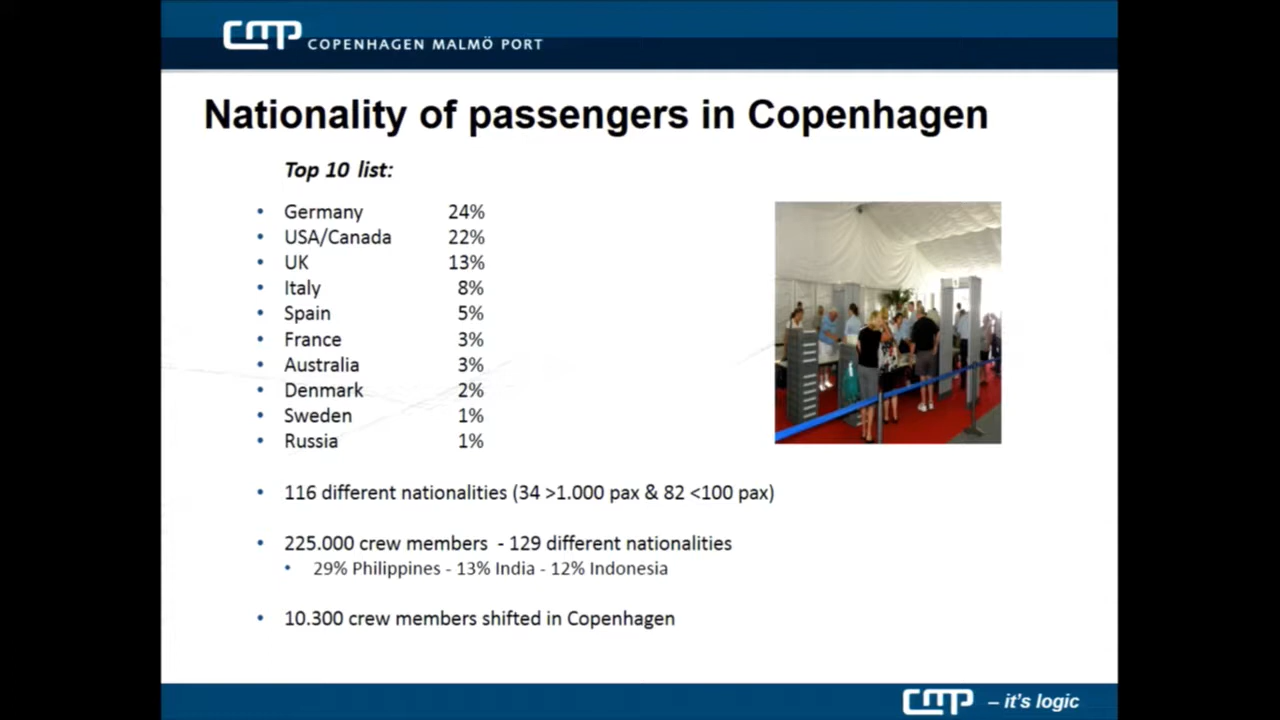 CMP COPENHAGEN MALMÖ PORT
Nationality of passengers in Copenhagen
Top 10 list:
• Germany 24%
• USA/Canada 22%
• UK 13%
• Italy 8%
• Spain 5%
• France 3%
• Australia 3%
• Denmark 2%
• Sweden 1%
• Russia 1%
• 116 different nationalities (34 >1.000 pax & 82 <100 pax)
• 225.000 crew members - 129 different nationalities
• 29% Philippines - 13% India - 12% Indonesia
• 10.300 crew members shifted in Copenhagen
CMP – it's logic